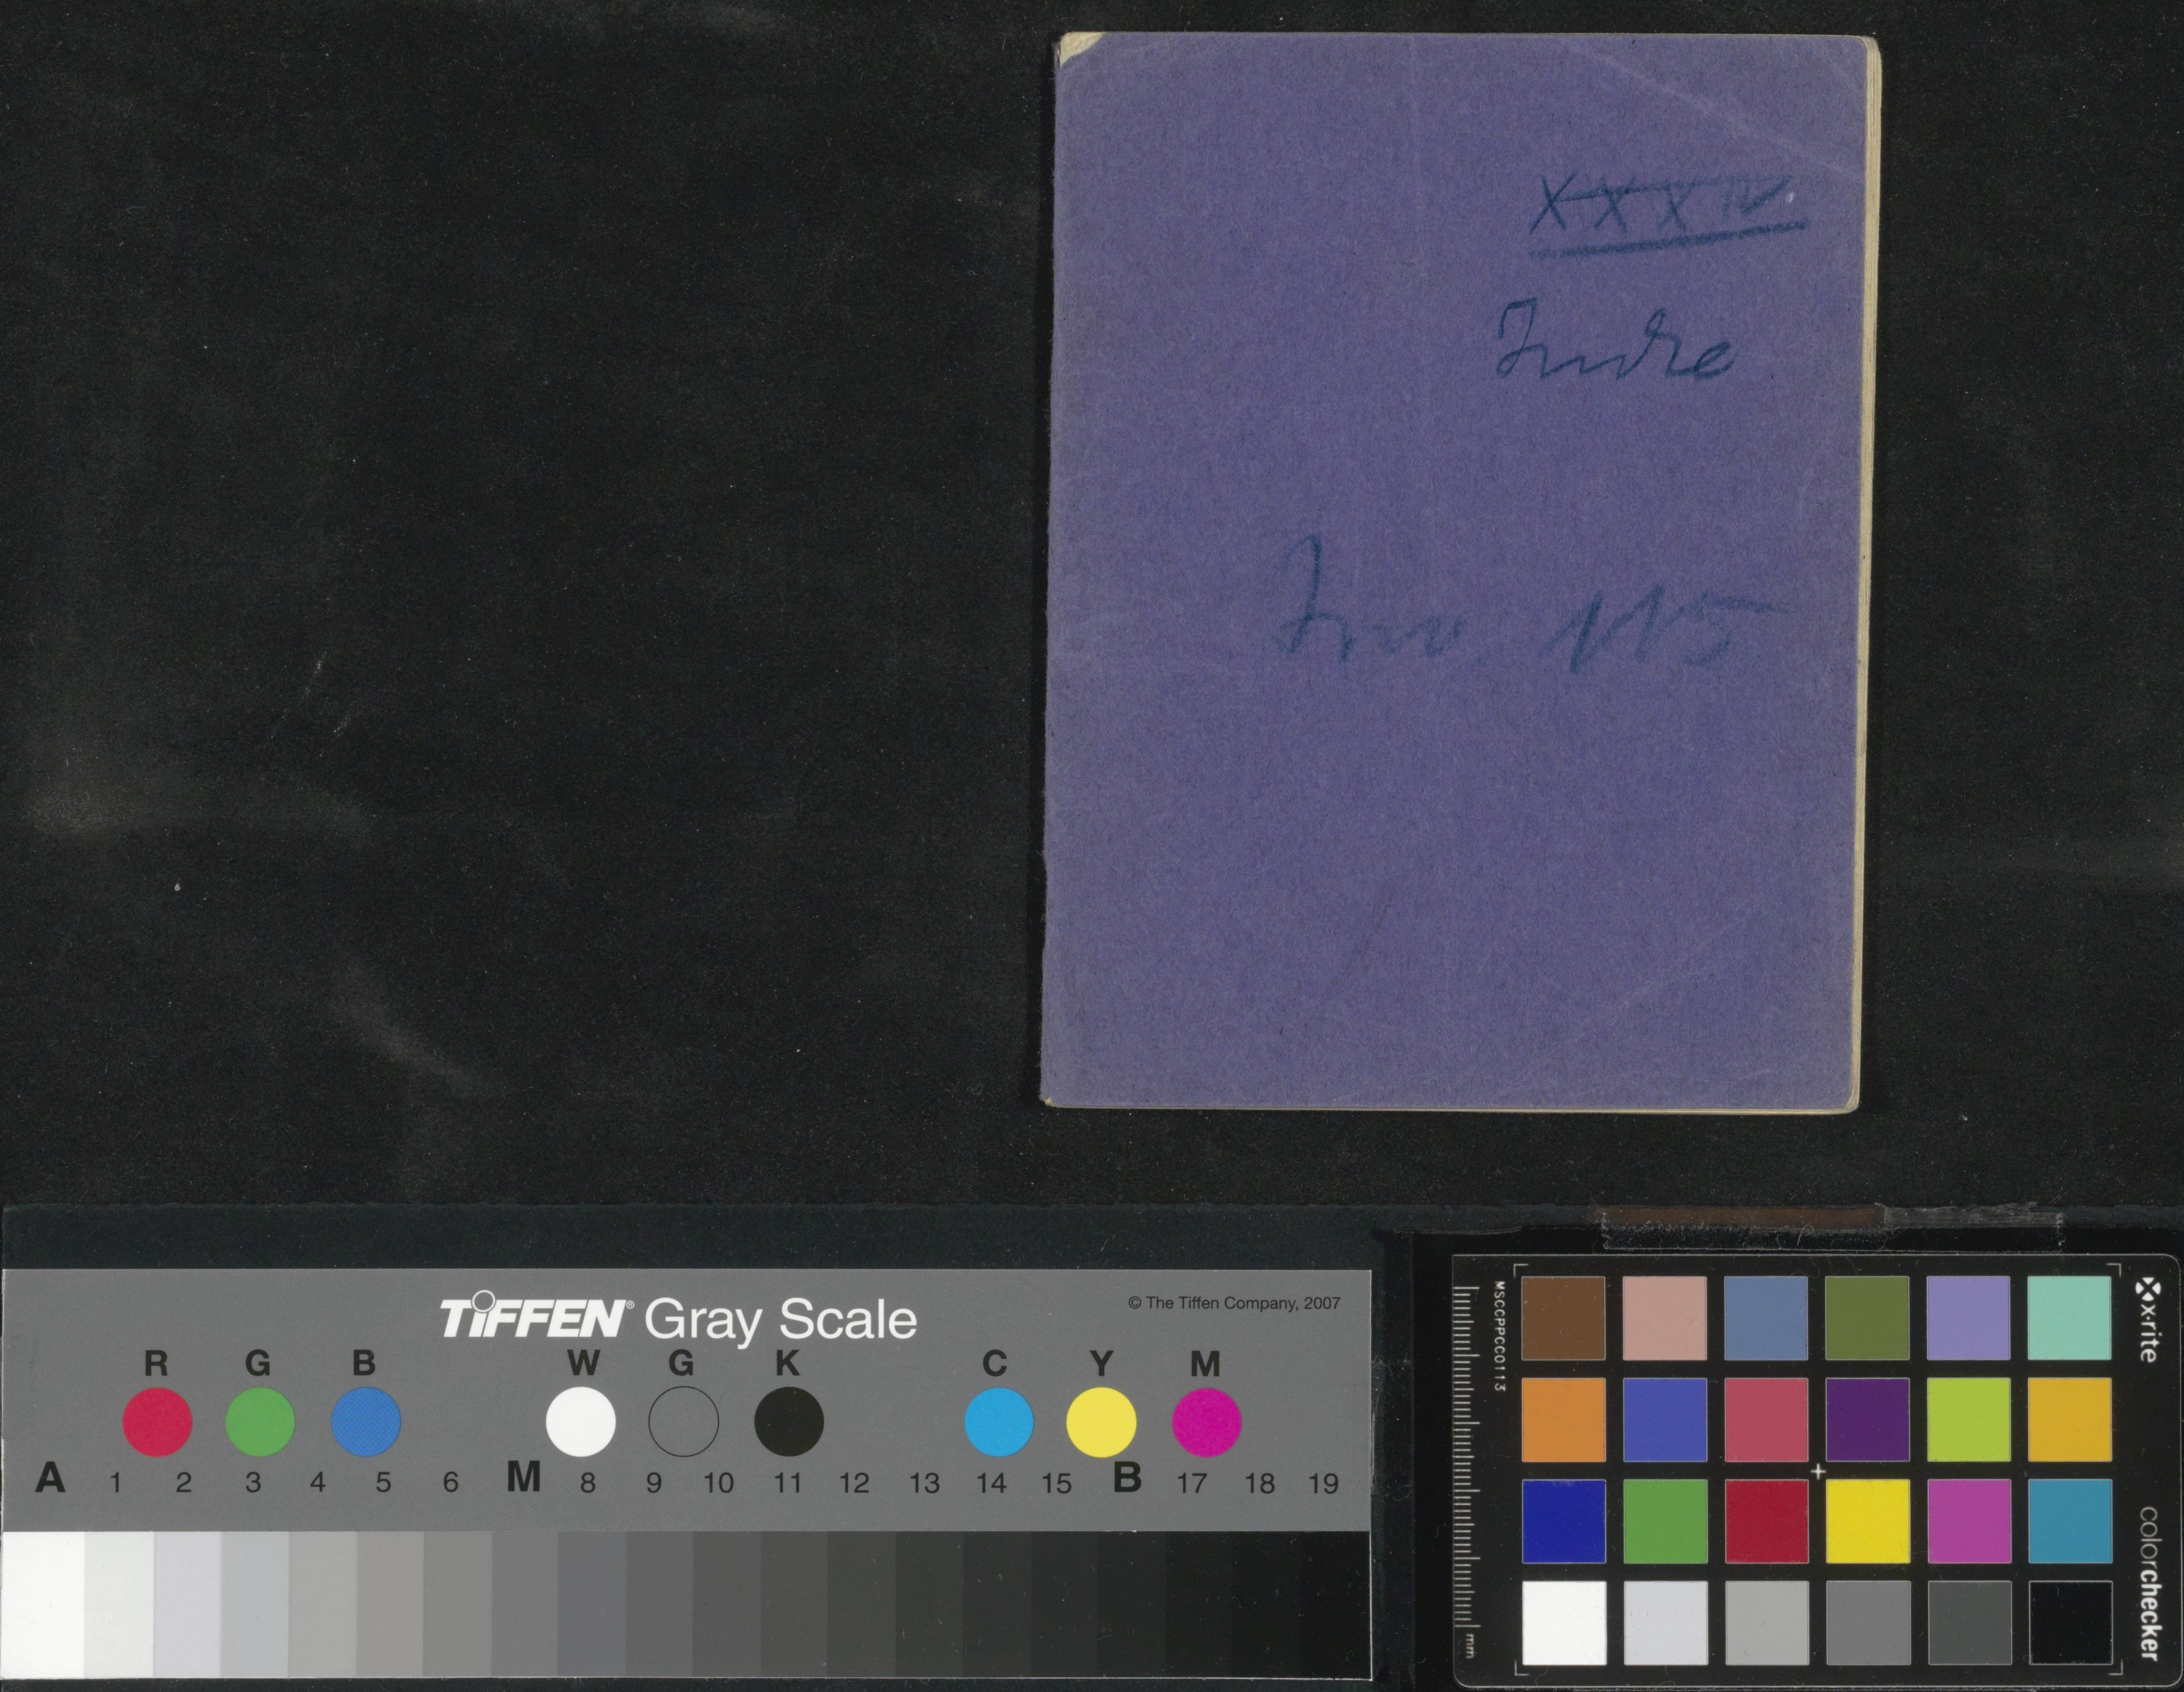 XXXIV
Indre
Inv. 115
TIFFEN® Gray Scale
© The Tiffen Company, 2007
R G B W G K C Y M
A 1 2 3 4 5 6 M 8 9 10 11 12 13 14 15 B 17 18 19
MSCCPPCC0113
mm
x·rite
colorchecker